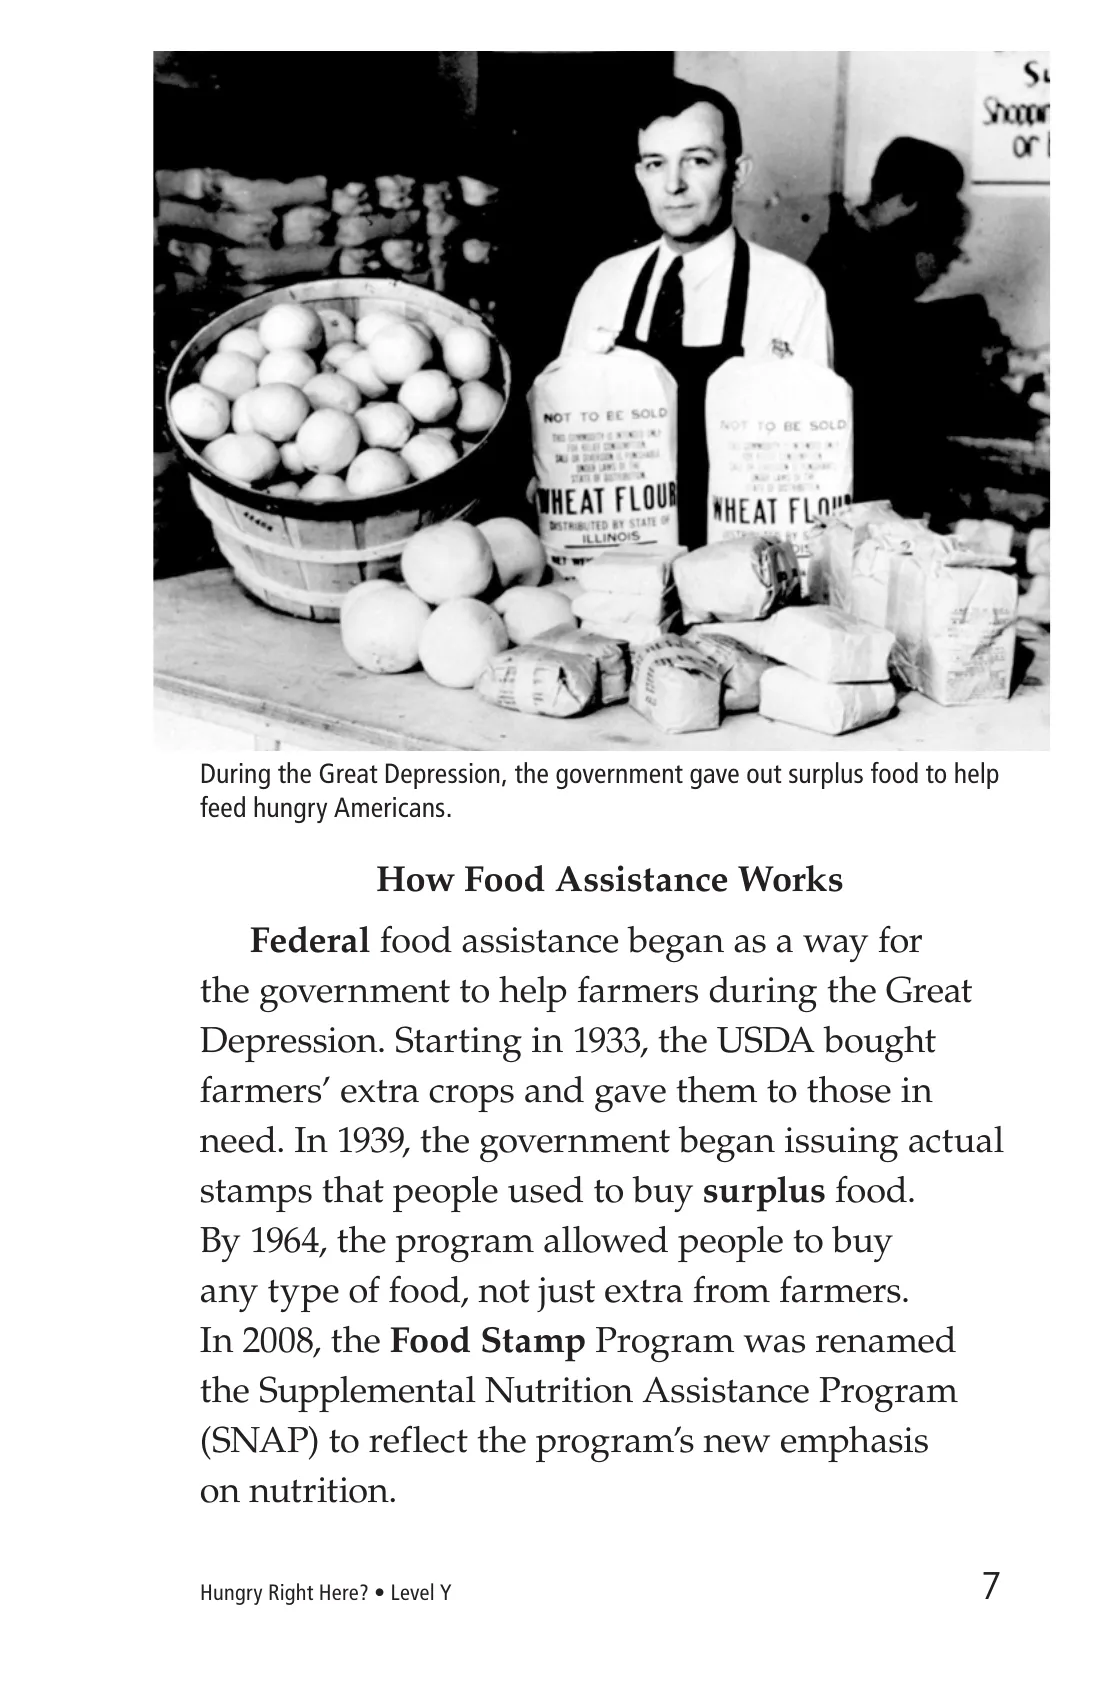 Su
Shoppin
or
NOT TO BE SOLD
NOT TO BE SOLD
STATE OF DISTRIBUTION
WHEAT FLOUR
WHEAT FLOUR
DISTRIBUTED BY STATE OF
ILLINOIS
During the Great Depression, the government gave out surplus food to help
feed hungry Americans.
How Food Assistance Works
Federal food assistance began as a way for
the government to help farmers during the Great
Depression. Starting in 1933, the USDA bought
farmers’ extra crops and gave them to those in
need. In 1939, the government began issuing actual
stamps that people used to buy surplus food.
By 1964, the program allowed people to buy
any type of food, not just extra from farmers.
In 2008, the Food Stamp Program was renamed
the Supplemental Nutrition Assistance Program
(SNAP) to reflect the program’s new emphasis
on nutrition.
Hungry Right Here? • Level Y
7